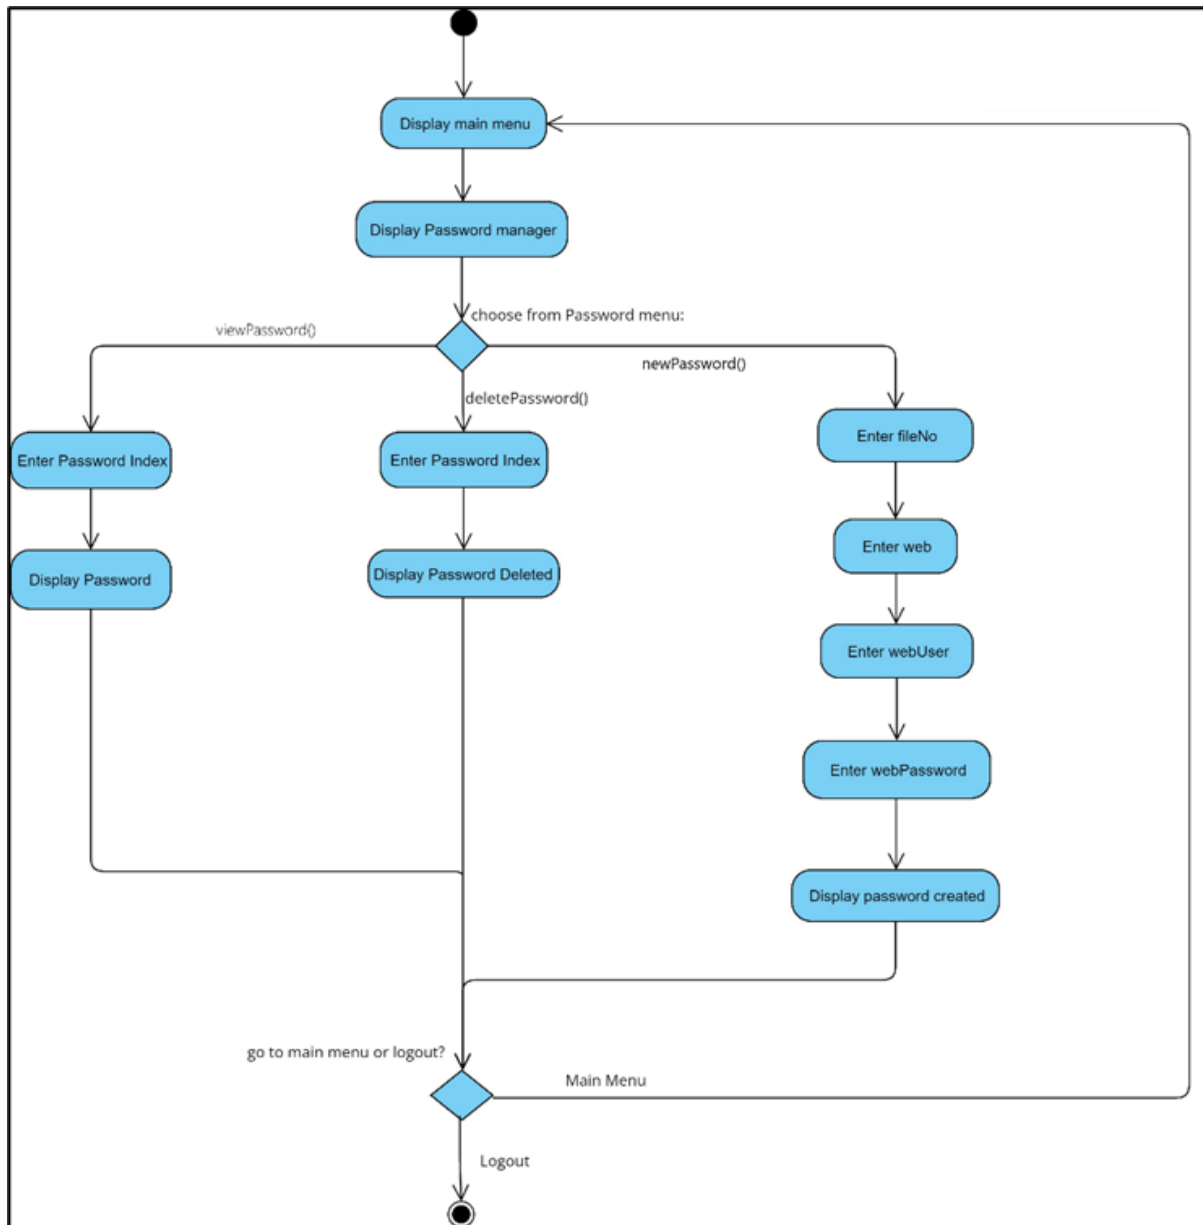 Display main menu
Display Password manager
choose from Password menu:
viewPassword()
newPassword()
deletePassword()
Enter Password Index
Enter Password Index
Enter fileNo
Enter web
Display Password
Display Password Deleted
Enter webUser
Enter webPassword
Display password created
go to main menu or logout?
Main Menu
Logout